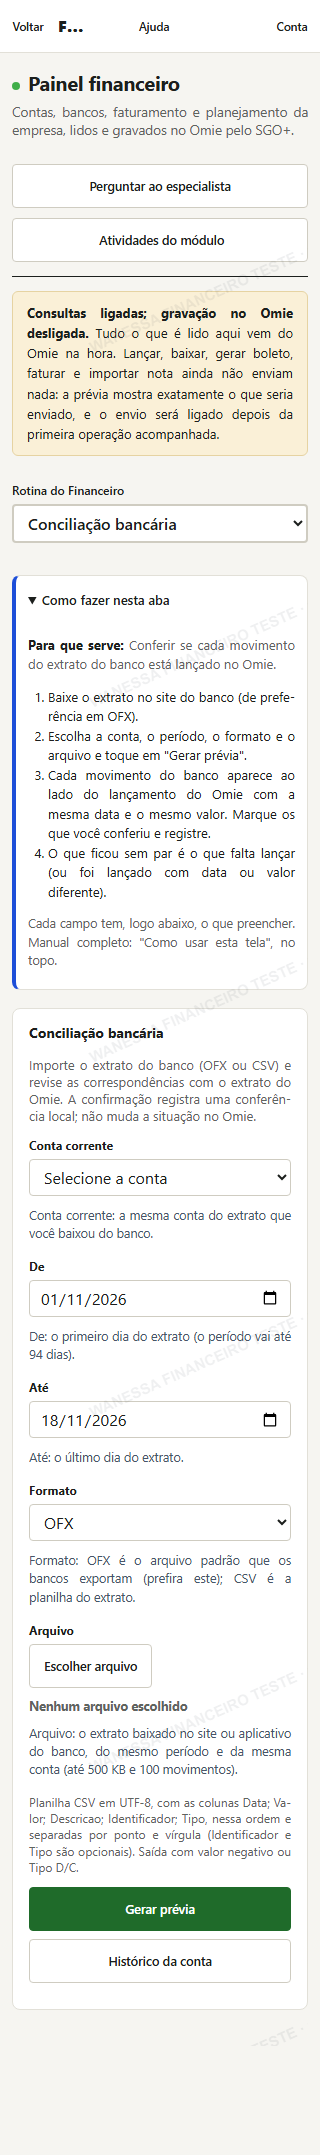 Voltar F... Ajuda Conta
Painel financeiro
Contas, bancos, faturamento e planejamento da
empresa, lidos e gravados no Omie pelo SGO+.
Perguntar ao especialista
Atividades do módulo
Consultas ligadas; gravação no Omie
desligada. Tudo o que é lido aqui vem do
Omie na hora. Lançar, baixar, gerar boleto,
faturar e importar nota ainda não enviam
nada: a prévia mostra exatamente o que seria
enviado, e o envio será ligado depois da
primeira operação acompanhada.
Rotina do Financeiro
Conciliação bancária
▼ Como fazer nesta aba
Para que serve: Conferir se cada movimento
do extrato do banco está lançado no Omie.
1. Baixe o extrato no site do banco (de prefe-
rência em OFX).
2. Escolha a conta, o período, o formato e o
arquivo e toque em "Gerar prévia".
3. Cada movimento do banco aparece ao
lado do lançamento do Omie com a
mesma data e o mesmo valor. Marque os
que você conferiu e registre.
4. O que ficou sem par é o que falta lançar
(ou foi lançado com data ou valor
diferente).
Cada campo tem, logo abaixo, o que preencher.
Manual completo: "Como usar esta tela", no
topo.
Conciliação bancária
Importe o extrato do banco (OFX ou CSV) e
revise as correspondências com o extrato do
Omie. A confirmação registra uma conferên-
cia local; não muda a situação no Omie.
Conta corrente
Selecione a conta
Conta corrente: a mesma conta do extrato que
você baixou do banco.
De
01/11/2026
De: o primeiro dia do extrato (o período vai até
94 dias).
Até
18/11/2026
Até: o último dia do extrato.
Formato
OFX
Formato: OFX é o arquivo padrão que os
bancos exportam (prefira este); CSV é a
planilha do extrato.
Arquivo
Escolher arquivo
Nenhum arquivo escolhido
Arquivo: o extrato baixado no site ou aplicativo
do banco, do mesmo período e da mesma
conta (até 500 KB e 100 movimentos).
Planilha CSV em UTF-8, com as colunas Data; Va-
lor; Descricao; Identificador; Tipo, nessa ordem e
separadas por ponto e vírgula (Identificador e
Tipo são opcionais). Saída com valor negativo ou
Tipo D/C.
Gerar prévia
Histórico da conta
WANESSA FINANCEIRO TESTE ·
WANESSA FINANCEIRO TESTE ·
WANESSA FINANCEIRO TESTE ·
WANESSA FINANCEIRO TESTE ·
WANESSA FINANCEIRO TESTE ·
TESTE ·